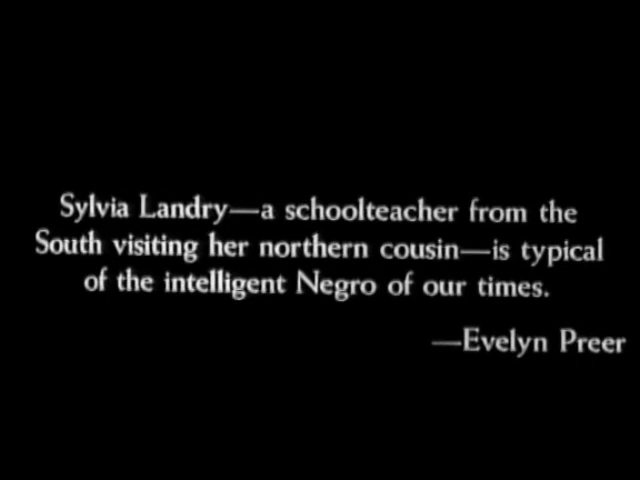 Sylvia Landry—a schoolteacher from the
South visiting her northern cousin—is typical
of the intelligent Negro of our times.
—Evelyn Preer